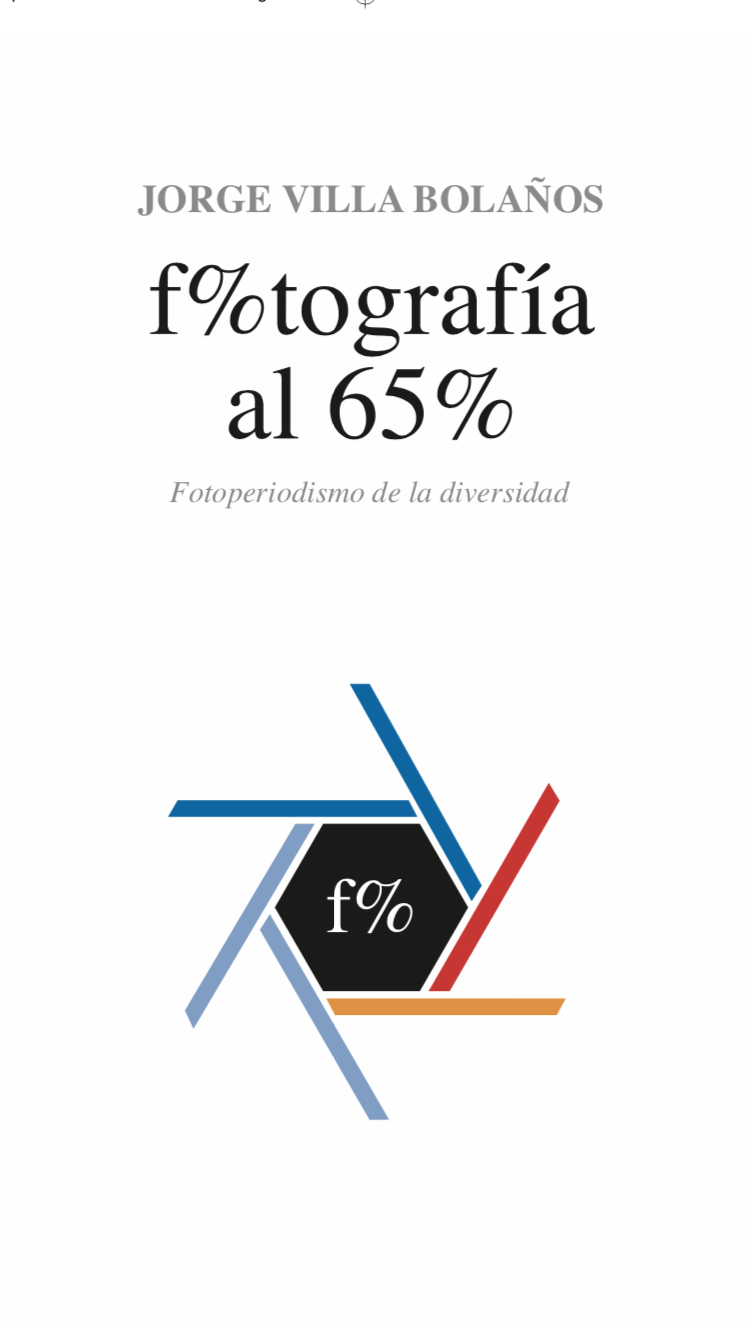 JORGE VILLA BOLAÑOS
f%tografía
al 65%
Fotoperiodismo de la diversidad
f%